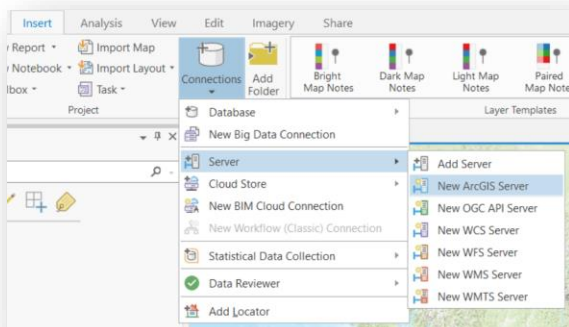 Insert Analysis View Edit Imagery Share
Report
Import Map
Notebook
Import Layout
Task
Project
Connections
Add
Folder
Bright
Map Notes
Dark Map
Notes
Light Map
Notes
Paired
Map Note
Layer Templates
Database
New Big Data Connection
Server
Cloud Store
New BIM Cloud Connection
New Workflow (Classic) Connection
Statistical Data Collection
Data Reviewer
Add Locator
Add Server
New ArcGIS Server
New OGC API Server
New WCS Server
New WFS Server
New WMS Server
New WMTS Server